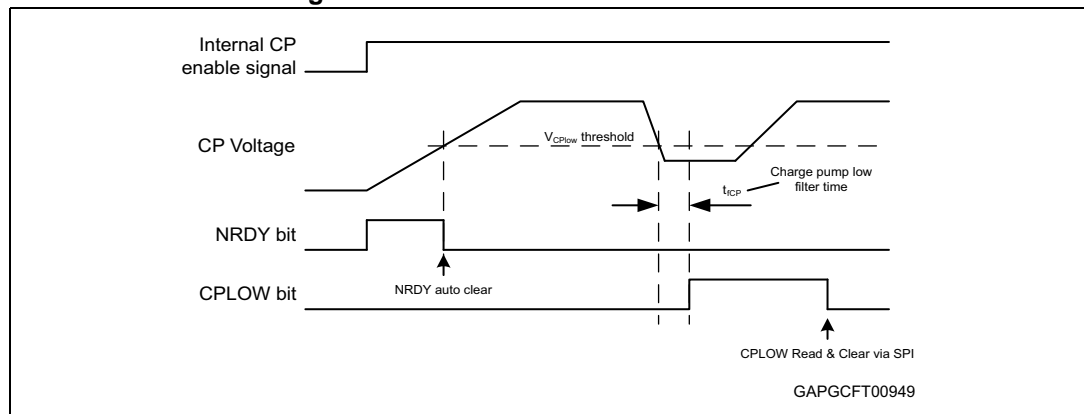 Internal CP
enable signal
CP Voltage
VCPlow threshold
Charge pump low
filter time
tfCP
NRDY bit
NRDY auto clear
CPLOW bit
CPLOW Read & Clear via SPI
GAPGCFT00949